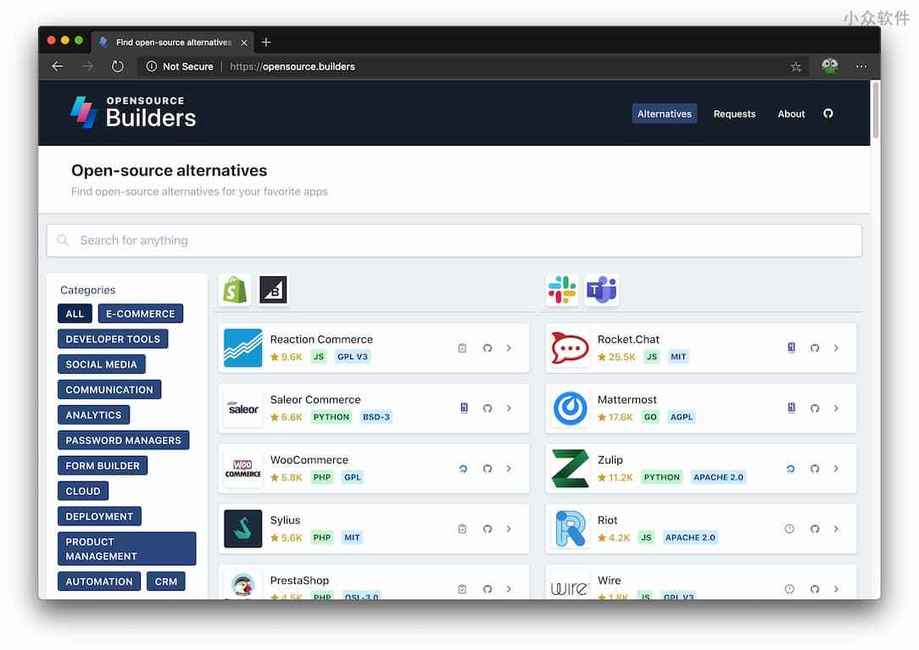 小众软件
Find open-source alternatives
Not Secure | https://opensource.builders
OPENSOURCE
Builders
Alternatives Requests About
Open-source alternatives
Find open-source alternatives for your favorite apps
Search for anything
Categories
ALL E-COMMERCE
DEVELOPER TOOLS
SOCIAL MEDIA
COMMUNICATION
ANALYTICS
PASSWORD MANAGERS
FORM BUILDER
CLOUD
DEPLOYMENT
PRODUCT
MANAGEMENT
AUTOMATION CRM
Reaction Commerce
9.6K JS GPL V3
saleor
Saleor Commerce
6.6K PYTHON BSD-3
WOO
COMMERCE
WooCommerce
5.8K PHP GPL
Sylius
5.6K PHP MIT
PrestaShop
4.5K PHP OSL-3.0
Rocket.Chat
25.5K JS MIT
Mattermost
17.6K GO AGPL
Zulip
11.2K PYTHON APACHE 2.0
Riot
4.2K JS APACHE 2.0
wire
Wire
1.8K JS GPL V3